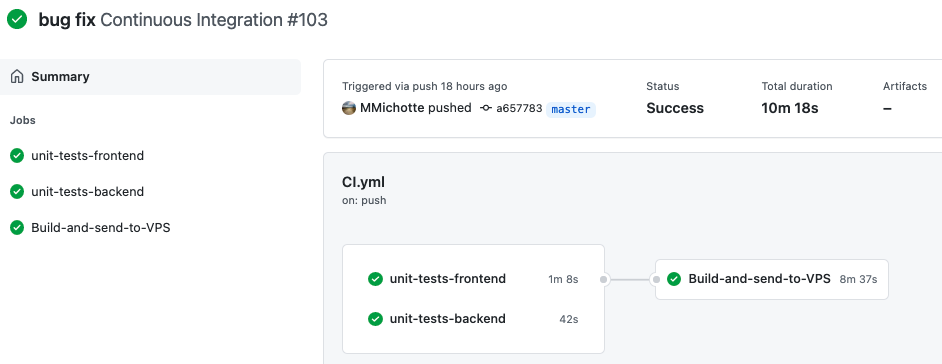 bug fix Continuous Integration #103
Summary
Jobs
unit-tests-frontend
unit-tests-backend
Build-and-send-to-VPS
Triggered via push 18 hours ago
MMichotte pushed a657783 master
Status
Success
Total duration
10m 18s
Artifacts
–
CI.yml
on: push
unit-tests-frontend 1m 8s
unit-tests-backend 42s
Build-and-send-to-VPS 8m 37s